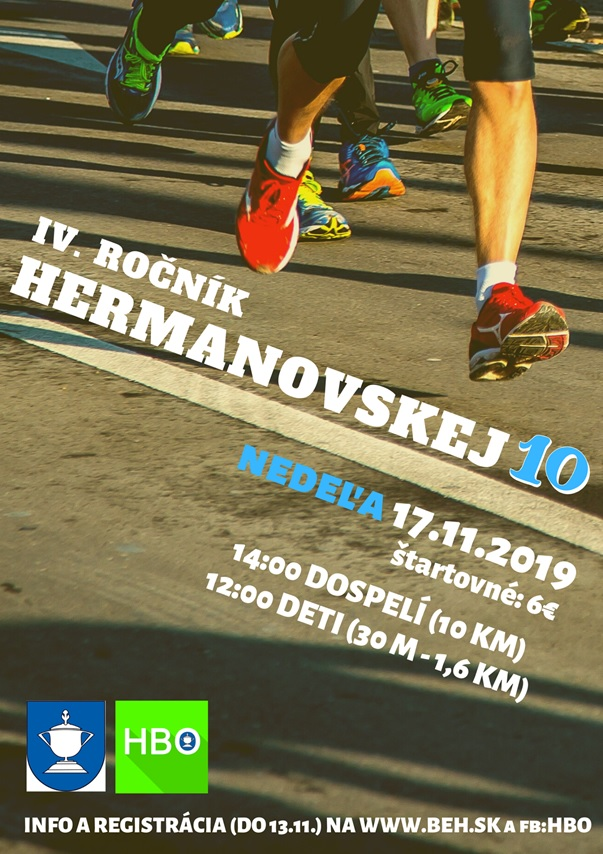 IV. ROČNÍK
HERMANOVSKEJ 10
NEDEĽA 17.11.2019
štartovné: 6€
14:00 DOSPELÍ (10 KM)
12:00 DETI (30 M - 1,6 KM)
HBO
INFO A REGISTRÁCIA (DO 13.11.) NA WWW.BEH.SK A FB:HBO